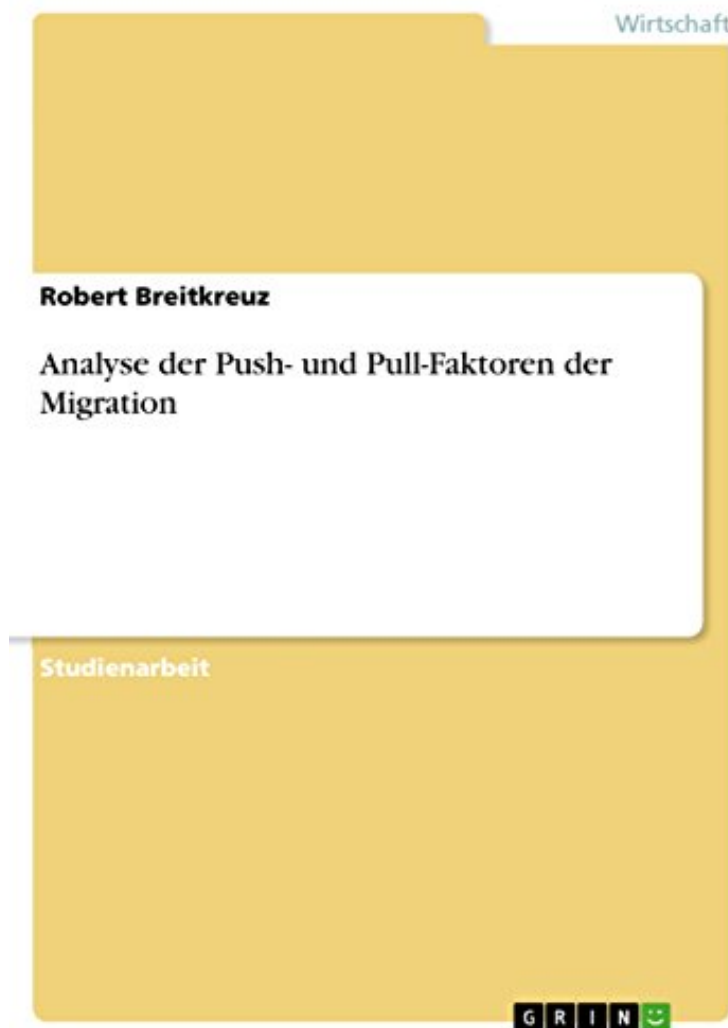 Wirtschaft
Robert Breitkreuz
Analyse der Push- und Pull-Faktoren der
Migration
Studienarbeit
GRIN